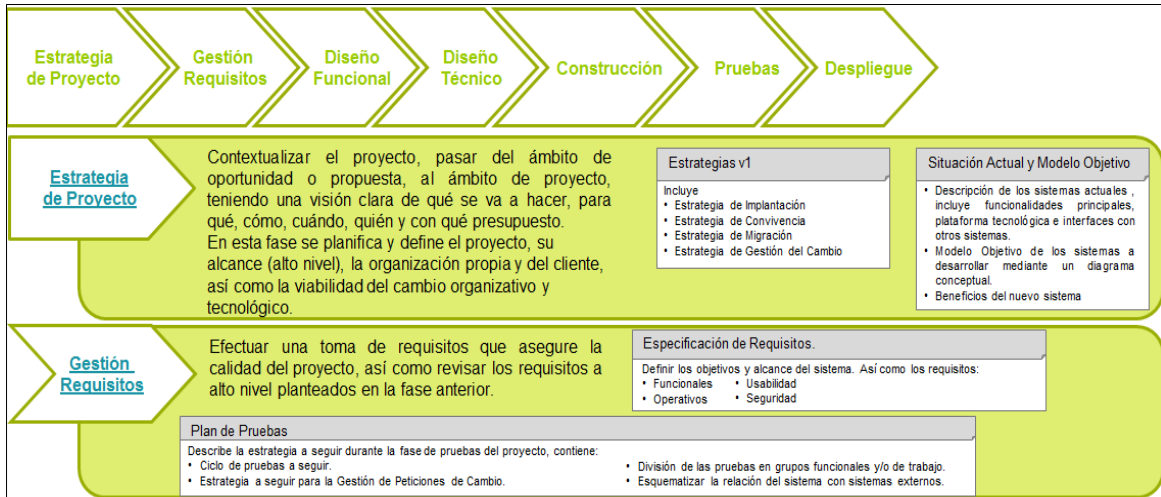 Estrategia
de Proyecto
Gestión
Requisitos
Diseño
Funcional
Diseño
Técnico
Construcción
Pruebas
Despliegue
Estrategia
de Proyecto
Contextualizar el proyecto, pasar del ámbito de
oportunidad o propuesta, al ámbito de proyecto,
teniendo una visión clara de qué se va a hacer, para
qué, cómo, cuándo, quién y con qué presupuesto.
En esta fase se planifica y define el proyecto, su
alcance (alto nivel), la organización propia y del cliente,
así como la viabilidad del cambio organizativo y
tecnológico.
Estrategias v1
Incluye
• Estrategia de Implantación
• Estrategia de Convivencia
• Estrategia de Migración
• Estrategia de Gestión del Cambio
Situación Actual y Modelo Objetivo
• Descripción de los sistemas actuales ,
incluye funcionalidades principales,
plataforma tecnológica e interfaces con
otros sistemas.
• Modelo Objetivo de los sistemas a
desarrollar mediante un diagrama
conceptual.
• Beneficios del nuevo sistema
Gestión
Requisitos
Efectuar una toma de requisitos que asegure la
calidad del proyecto, así como revisar los requisitos a
alto nivel planteados en la fase anterior.
Especificación de Requisitos.
Definir los objetivos y alcance del sistema. Así como los requisitos:
• Funcionales • Usabilidad
• Operativos • Seguridad
Plan de Pruebas
Describe la estrategia a seguir durante la fase de pruebas del proyecto, contiene:
• Ciclo de pruebas a seguir.
• Estrategia a seguir para la Gestión de Peticiones de Cambio.
• División de las pruebas en grupos funcionales y/o de trabajo.
• Esquematizar la relación del sistema con sistemas externos.